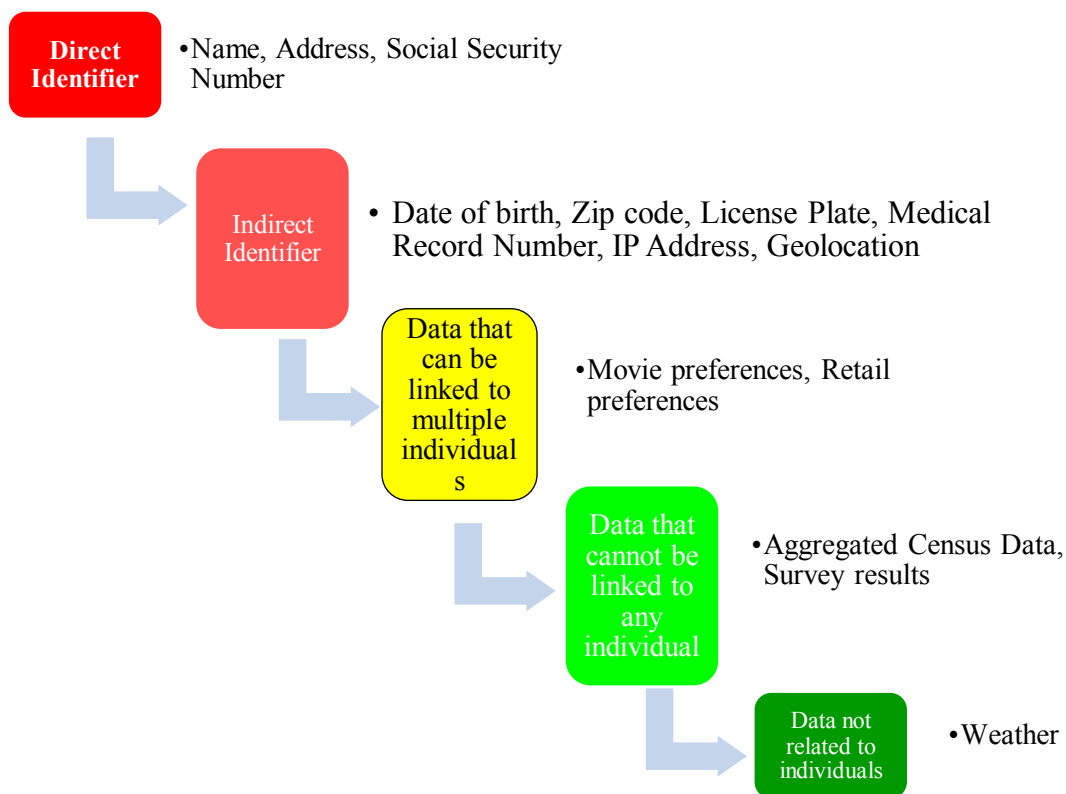 Direct
Identifier
•Name, Address, Social Security
Number
Indirect
Identifier
• Date of birth, Zip code, License Plate, Medical
Record Number, IP Address, Geolocation
Data that
can be
linked to
multiple
individual
s
•Movie preferences, Retail
preferences
Data that
cannot be
linked to
any
individual
•Aggregated Census Data,
Survey results
Data not
related to
individuals
•Weather